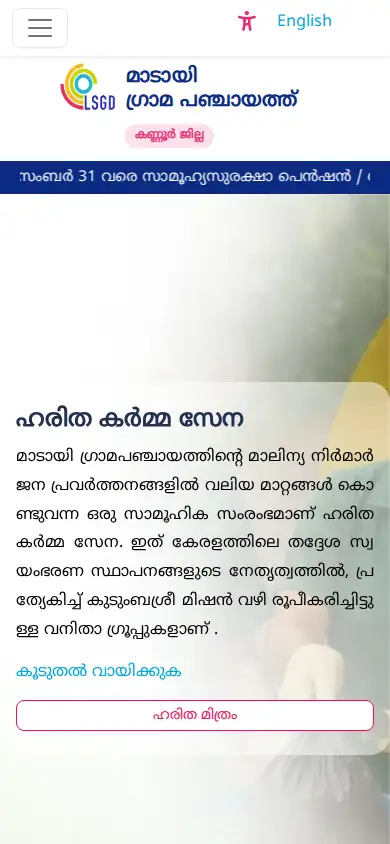 English
LSGD
മാടായി
ഗ്രാമ പഞ്ചായത്ത്
കണ്ണൂർ ജില്ല
31 വരെ സാമൂഹ്യസുരക്ഷാ പെൻഷൻ /
ഹരിത കർമ്മ സേന
മാടായി ഗ്രാമപഞ്ചായത്തിന്റെ മാലിന്യ നിർമാർ
ജന പ്രവർത്തനങ്ങളിൽ വലിയ മാറ്റങ്ങൾ കൊ
ണ്ടുവന്ന ഒരു സാമൂഹിക സംരംഭമാണ് ഹരിത
കർമ്മ സേന. ഇത് കേരളത്തിലെ തദ്ദേശ സ്വ
യംഭരണ സ്ഥാപനങ്ങളുടെ നേതൃത്വത്തിൽ, പ്ര
ത്യേകിച്ച് കുടുംബശ്രീ മിഷൻ വഴി രൂപീകരിച്ചിട്ടു
ള്ള വനിതാ ഗ്രൂപ്പുകളാണ് .
കൂടുതൽ വായിക്കുക
ഹരിത മിത്രം